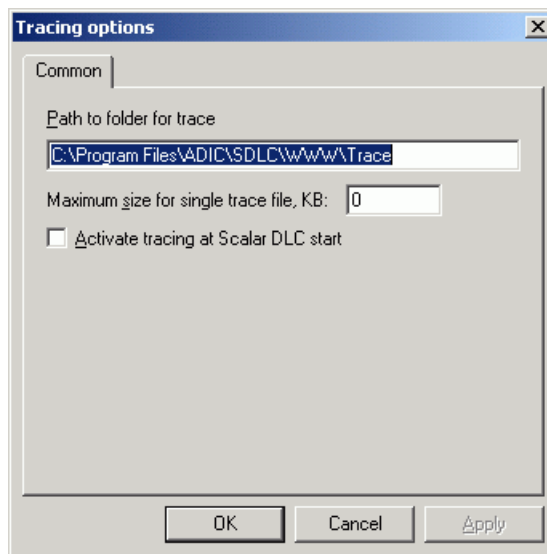 Tracing options
Common
Path to folder for trace
C:\Program Files\ADIC\SDLC\WWW\Trace
Maximum size for single trace file, KB: 0
Activate tracing at Scalar DLC start
OK Cancel Apply